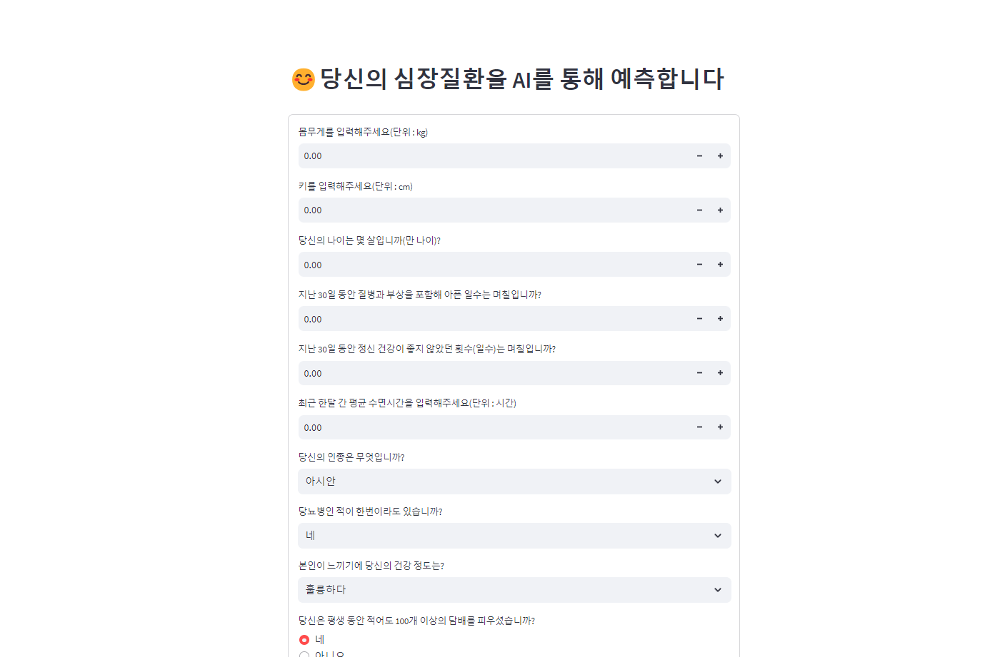 😊 당신의 심장질환을 AI를 통해 예측합니다
몸무게를 입력해주세요(단위 : kg)
0.00
키를 입력해주세요(단위 : cm)
0.00
당신의 나이는 몇 살입니까(만 나이)?
0.00
지난 30일 동안 질병과 부상을 포함해 아픈 일수는 며칠입니까?
0.00
지난 30일 동안 정신 건강이 좋지 않았던 횟수(일수)는 며칠입니까?
0.00
최근 한달 간 평균 수면시간을 입력해주세요(단위 : 시간)
0.00
당신의 인종은 무엇입니까?
아시안
당뇨병인 적이 한번이라도 있습니까?
네
본인이 느끼기에 당신의 건강 정도는?
훌륭하다
당신은 평생 동안 적어도 100개 이상의 담배를 피우셨습니까?
네
아니요